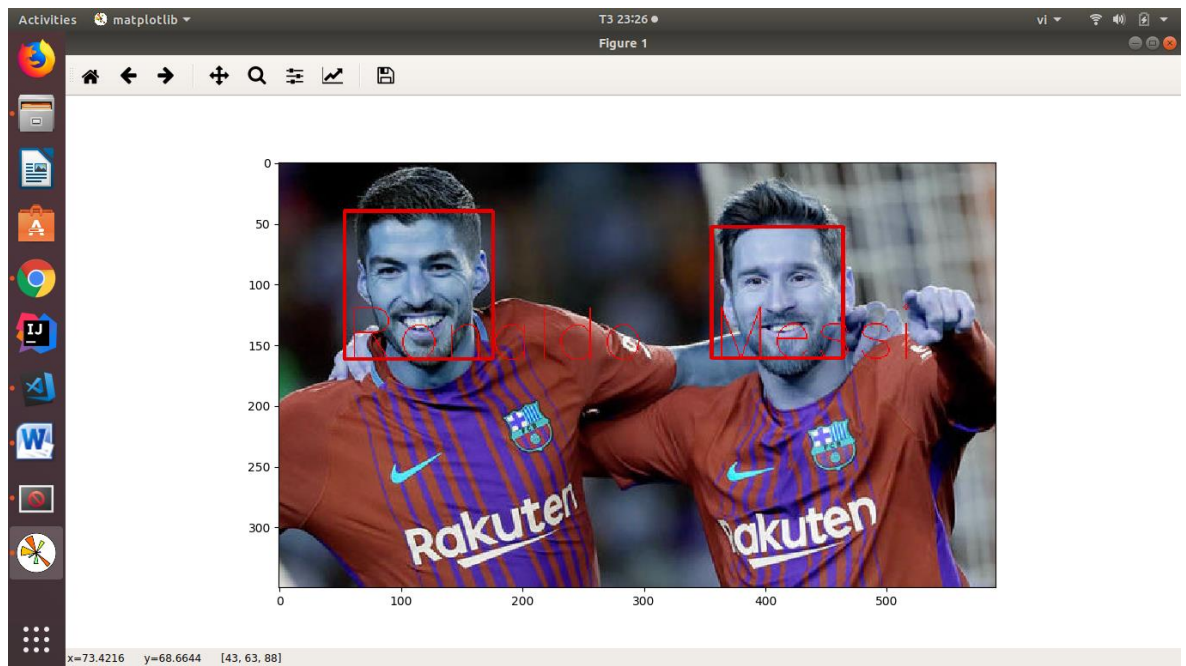 Activities matplotlib T3 23:26 vi
Figure 1
0
50
100
Ronaldo Messi
150
200
250
Rakuten Rakuten
300
0 100 200 300 400 500
x=73.4216 y=68.6644 [43, 63, 88]